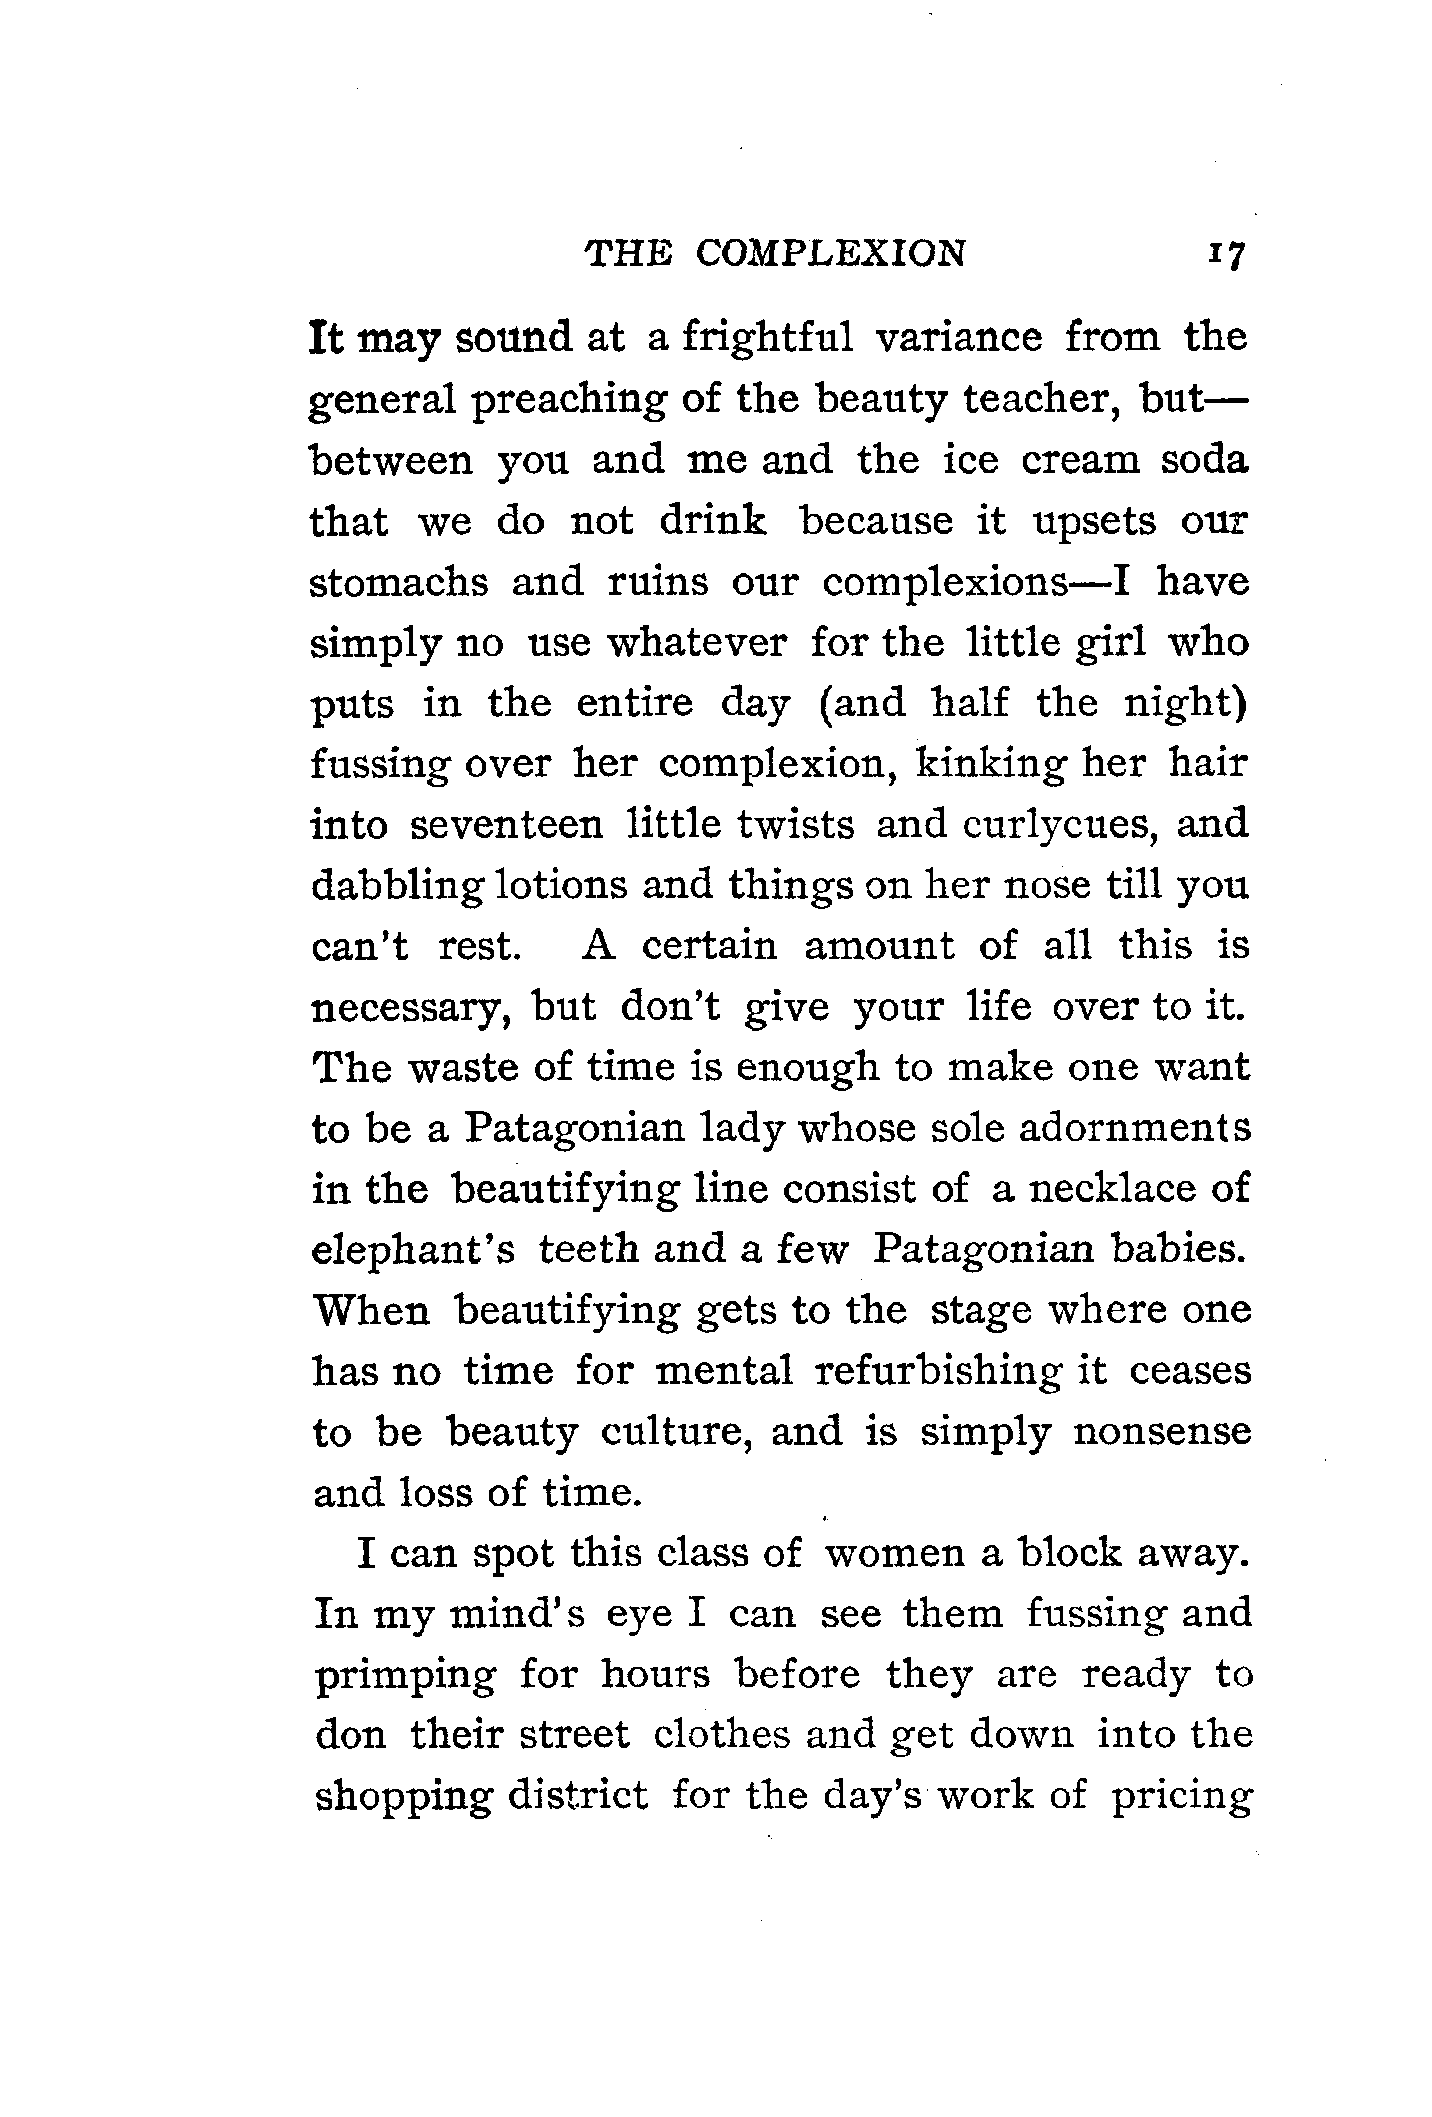 THE COMPLEXION 17
It may sound at a frightful variance from the
general preaching of the beauty teacher, but—
between you and me and the ice cream soda
that we do not drink because it upsets our
stomachs and ruins our complexions—I have
simply no use whatever for the little girl who
puts in the entire day (and half the night)
fussing over her complexion, kinking her hair
into seventeen little twists and curlycues, and
dabbling lotions and things on her nose till you
can't rest. A certain amount of all this is
necessary, but don't give your life over to it.
The waste of time is enough to make one want
to be a Patagonian lady whose sole adornments
in the beautifying line consist of a necklace of
elephant's teeth and a few Patagonian babies.
When beautifying gets to the stage where one
has no time for mental refurbishing it ceases
to be beauty culture, and is simply nonsense
and loss of time.
I can spot this class of women a block away.
In my mind's eye I can see them fussing and
primping for hours before they are ready to
don their street clothes and get down into the
shopping district for the day's work of pricing